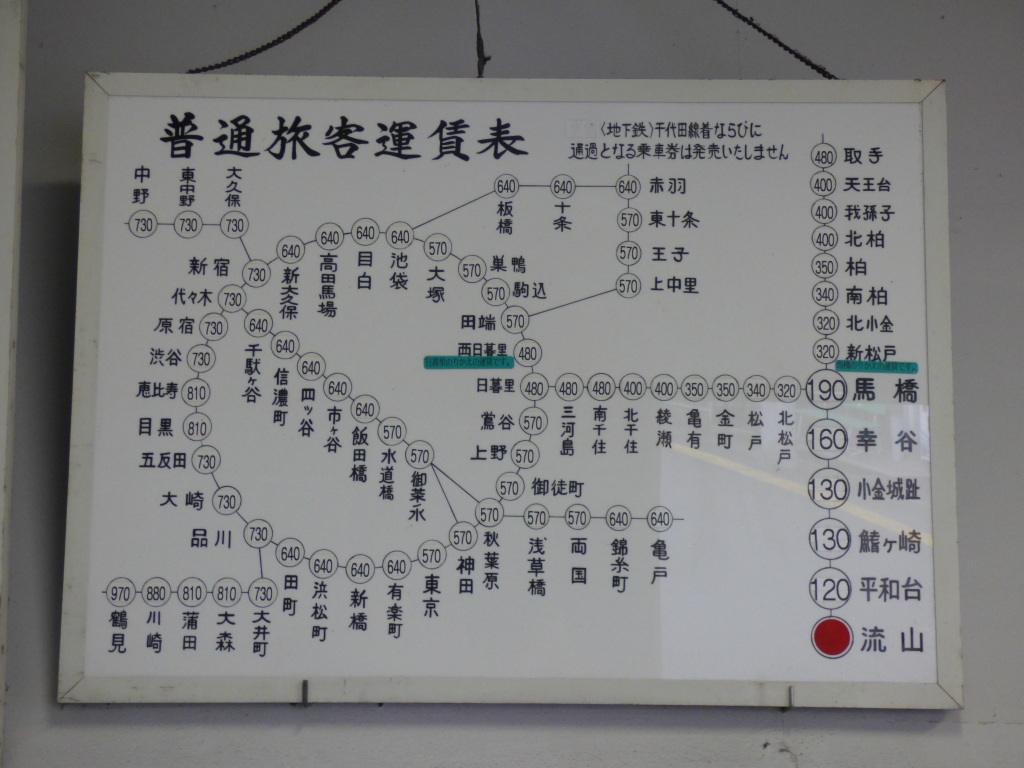 普通旅客運賃表
〈地下鉄〉千代田線着ならびに
通過となる乗車券は発売いたしません
中野 730
東中野 730
大久保 730
新宿 730
新大久保 640
高田馬場 640
目白 640
池袋 640
大塚 570
巣鴨 570
駒込 570
田端 570
板橋 640
十条 640
赤羽 640
東十条 570
王子 570
上中里 570
西日暮里 480
日暮里 480
鶯谷 570
上野 570
御徒町 570
秋葉原 570
神田 570
東京 570
有楽町 640
新橋 640
浜松町 640
田町 640
品川 730
大崎 730
五反田 730
目黒 810
恵比寿 810
渋谷 730
原宿 730
代々木 730
千駄ヶ谷 640
信濃町 640
四ッ谷 640
市ヶ谷 640
飯田橋 640
水道橋 570
御茶ノ水 570
浅草橋 570
両国 570
錦糸町 640
亀戸 640
大井町 730
大森 810
蒲田 810
川崎 880
鶴見 970
三河島 480
南千住 480
北千住 400
綾瀬 400
亀有 350
金町 350
松戸 340
北松戸 320
480 取手
400 天王台
400 我孫子
400 北柏
350 柏
340 南柏
320 北小金
320 新松戸
190 馬橋
160 幸谷
130 小金城趾
130 鰭ヶ崎
120 平和台
流山